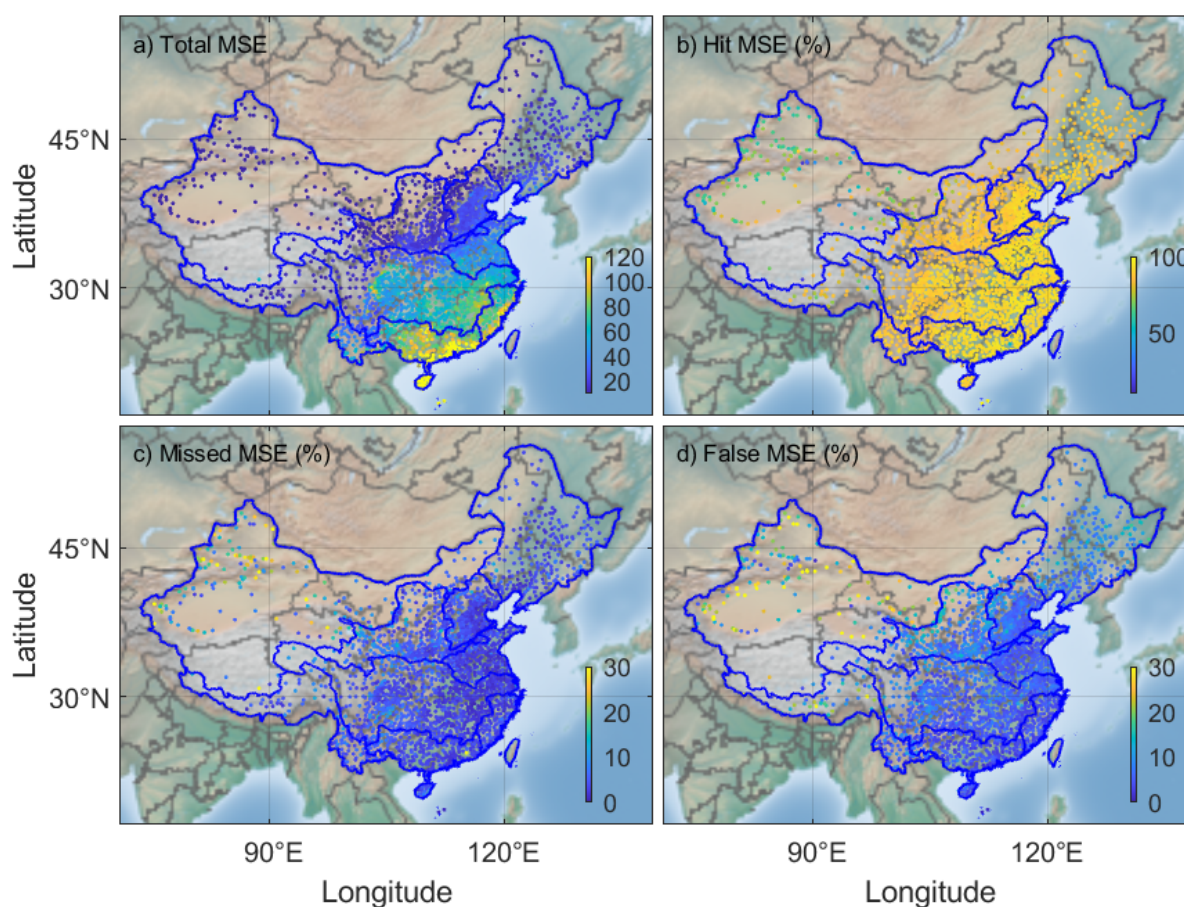 a) Total MSE
b) Hit MSE (%)
45°N
30°N
Latitude
120
100
80
60
40
20
100
50
c) Missed MSE (%)
d) False MSE (%)
45°N
30°N
Latitude
30
20
10
0
30
20
10
0
90°E
120°E
90°E
120°E
Longitude
Longitude